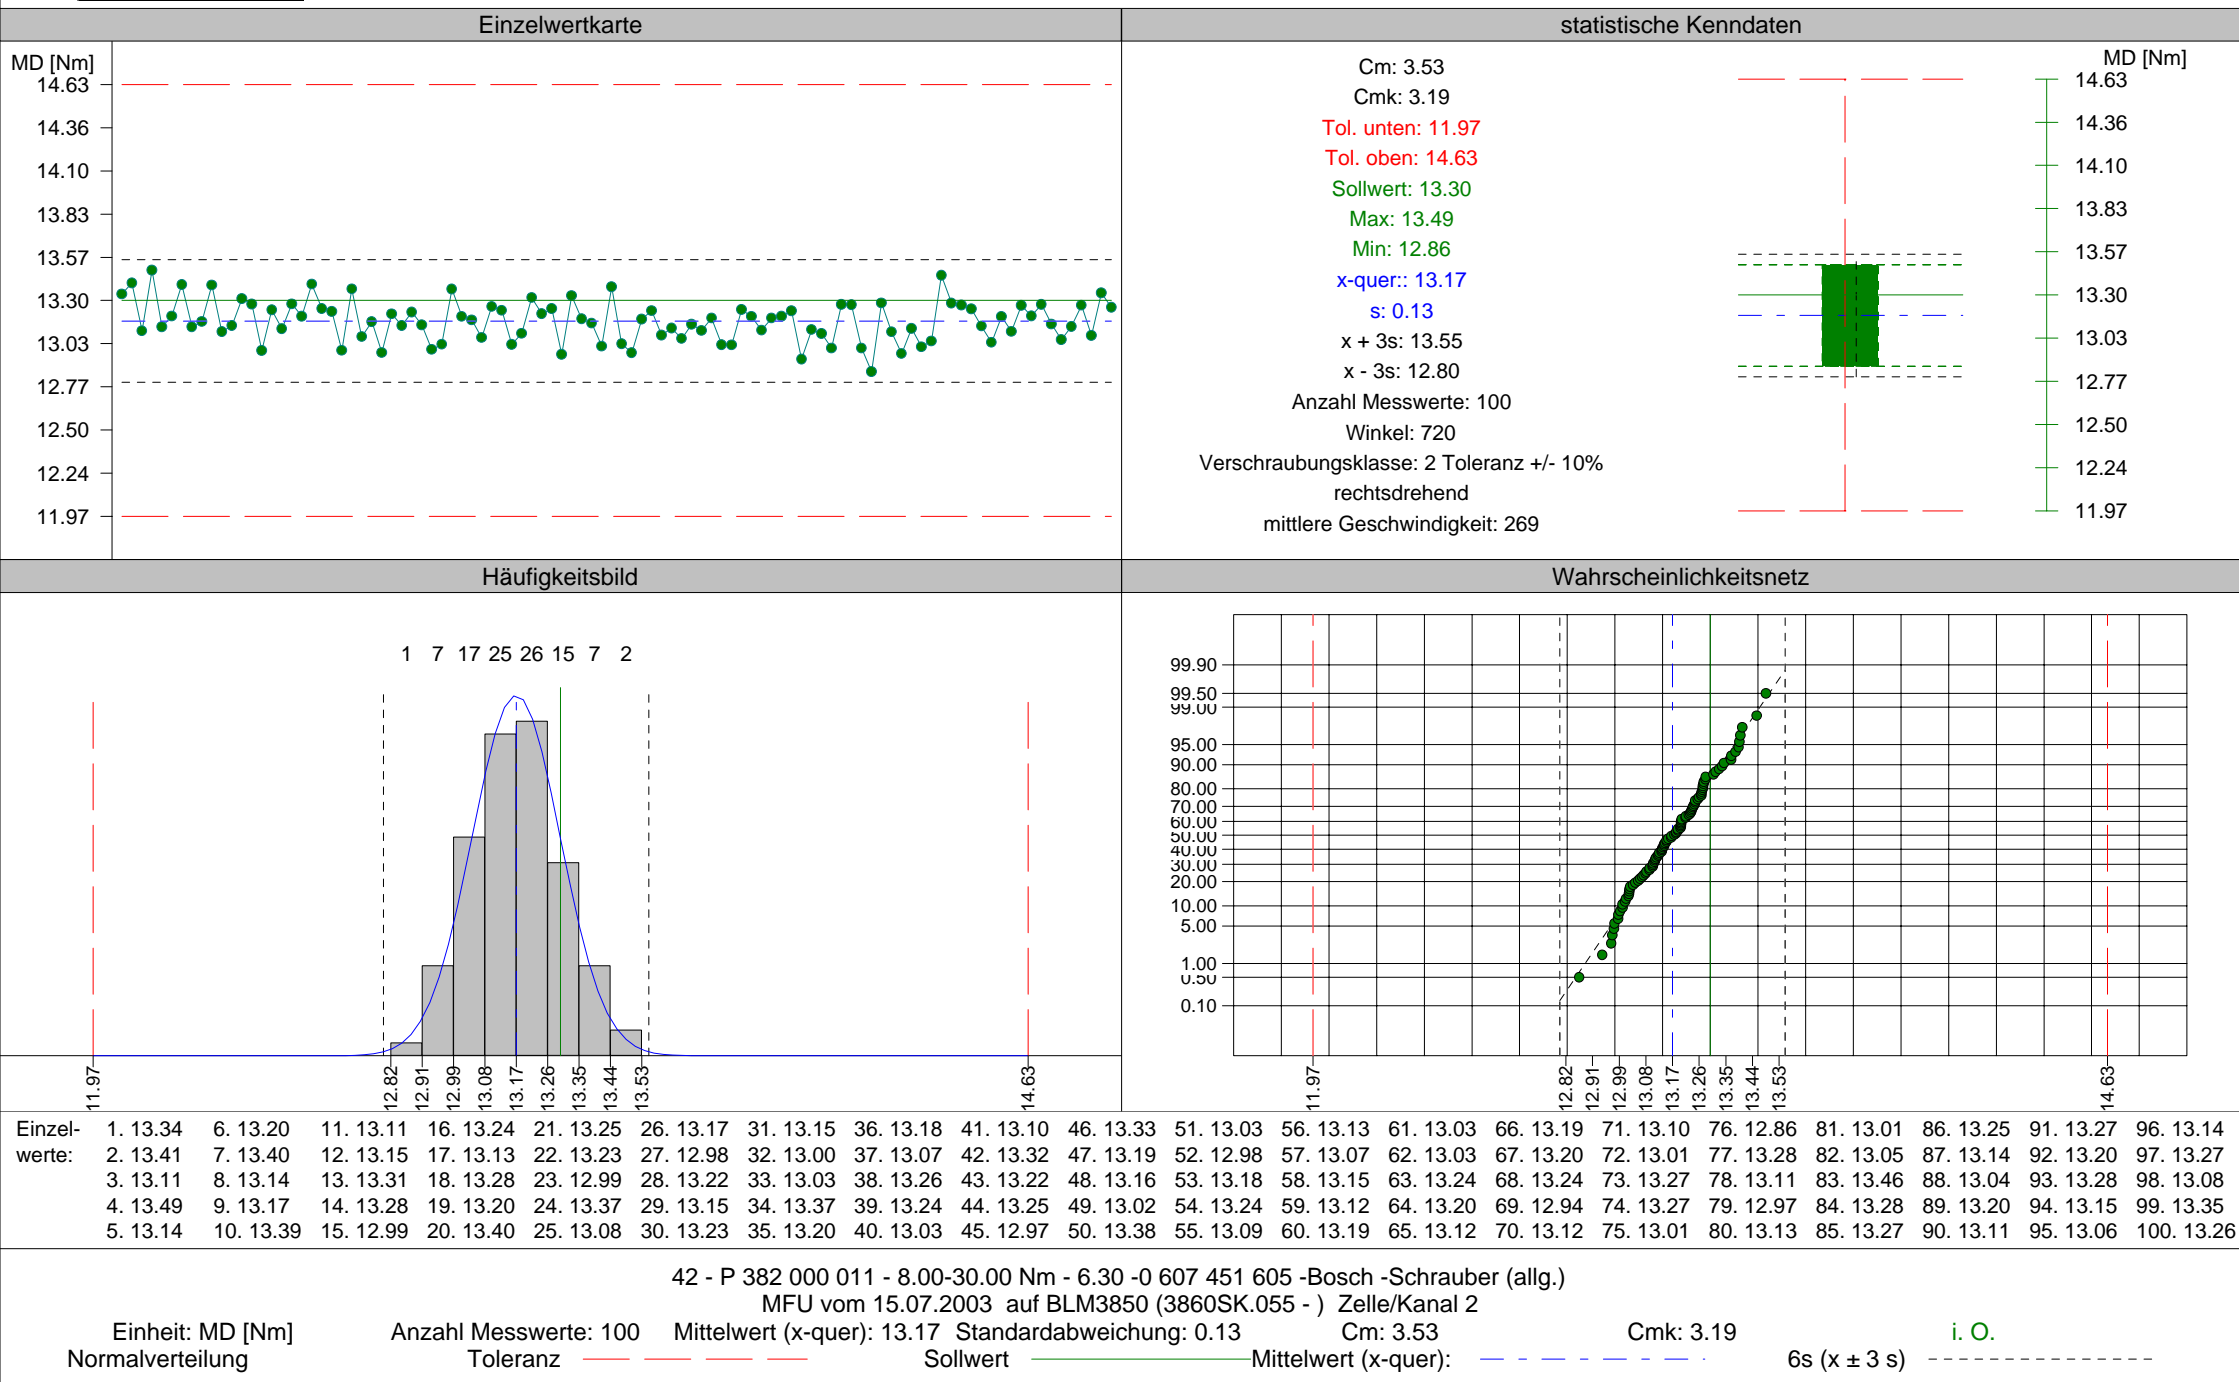 Einzelwertkarte
statistische Kenndaten
MD [Nm]
14.63
14.36
14.10
13.83
13.57
13.30
13.03
12.77
12.50
12.24
11.97
Cm: 3.53
Cmk: 3.19
Tol. unten: 11.97
Tol. oben: 14.63
Sollwert: 13.30
Max: 13.49
Min: 12.86
x-quer:: 13.17
s: 0.13
x + 3s: 13.55
x - 3s: 12.80
Anzahl Messwerte: 100
Winkel: 720
Verschraubungsklasse: 2 Toleranz +/- 10%
rechtsdrehend
mittlere Geschwindigkeit: 269
MD [Nm]
14.63
14.36
14.10
13.83
13.57
13.30
13.03
12.77
12.50
12.24
11.97
Häufigkeitsbild
Wahrscheinlichkeitsnetz
1 7 17 25 26 15 7 2
11.97 12.82 12.91 12.99 13.08 13.17 13.26 13.35 13.44 13.53 14.63
99.90
99.50
99.00
95.00
90.00
80.00
70.00
60.00
50.00
40.00
30.00
20.00
10.00
5.00
1.00
0.50
0.10
11.97 12.82 12.91 12.99 13.08 13.17 13.26 13.35 13.44 13.53 14.63
Einzel- 1. 13.34 6. 13.20 11. 13.11 16. 13.24 21. 13.25 26. 13.17 31. 13.15 36. 13.18 41. 13.10 46. 13.33 51. 13.03 56. 13.13 61. 13.03 66. 13.19 71. 13.10 76. 12.86 81. 13.01 86. 13.25 91. 13.27 96. 13.14
werte: 2. 13.41 7. 13.40 12. 13.15 17. 13.13 22. 13.23 27. 12.98 32. 13.00 37. 13.07 42. 13.32 47. 13.19 52. 12.98 57. 13.07 62. 13.03 67. 13.20 72. 13.01 77. 13.28 82. 13.05 87. 13.14 92. 13.20 97. 13.27
3. 13.11 8. 13.14 13. 13.31 18. 13.28 23. 12.99 28. 13.22 33. 13.03 38. 13.26 43. 13.22 48. 13.16 53. 13.18 58. 13.15 63. 13.24 68. 13.24 73. 13.27 78. 13.11 83. 13.46 88. 13.04 93. 13.28 98. 13.08
4. 13.49 9. 13.17 14. 13.28 19. 13.20 24. 13.37 29. 13.15 34. 13.37 39. 13.24 44. 13.25 49. 13.02 54. 13.24 59. 13.12 64. 13.20 69. 12.94 74. 13.27 79. 12.97 84. 13.28 89. 13.20 94. 13.15 99. 13.35
5. 13.14 10. 13.39 15. 12.99 20. 13.40 25. 13.08 30. 13.23 35. 13.20 40. 13.03 45. 12.97 50. 13.38 55. 13.09 60. 13.19 65. 13.12 70. 13.12 75. 13.01 80. 13.13 85. 13.27 90. 13.11 95. 13.06 100. 13.26
42 - P 382 000 011 - 8.00-30.00 Nm - 6.30 -0 607 451 605 -Bosch -Schrauber (allg.)
MFU vom 15.07.2003 auf BLM3850 (3860SK.055 - ) Zelle/Kanal 2
Einheit: MD [Nm] Anzahl Messwerte: 100 Mittelwert (x-quer): 13.17 Standardabweichung: 0.13 Cm: 3.53 Cmk: 3.19 i. O.
Normalverteilung Toleranz Sollwert Mittelwert (x-quer): 6s (x ± 3 s)